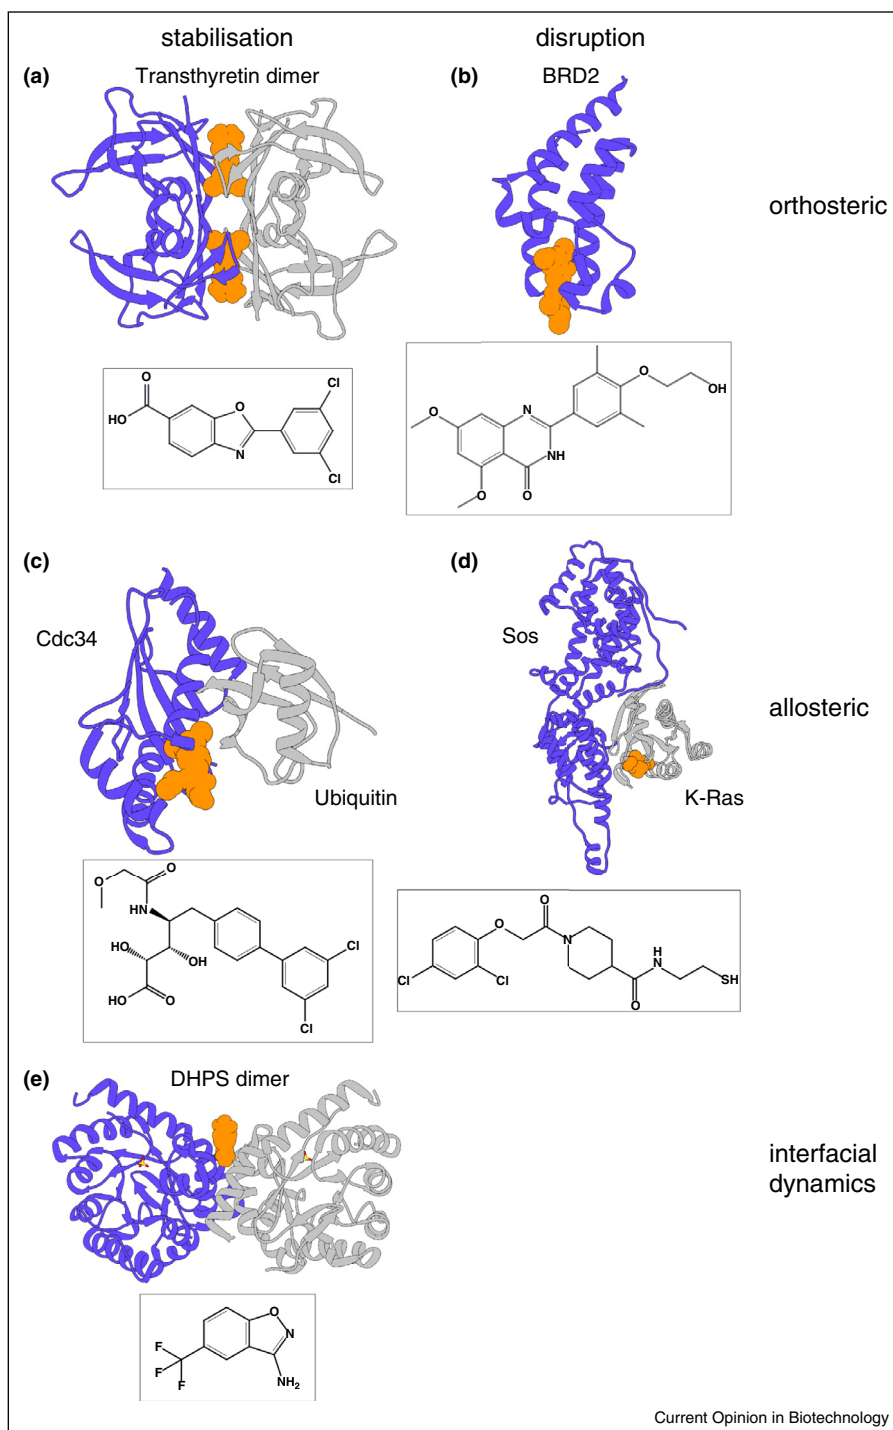 stabilisation disruption
(a) Transthyretin dimer (b) BRD2
orthosteric
O
HO
O
N
Cl
Cl
O
OH
O
N
NH
O
O
(c) (d)
Cdc34
Sos
allosteric
Ubiquitin
K-Ras
O
O
HN
HO
OH
HO
O
Cl
Cl
O
O
N
H
N
Cl
Cl
O
SH
(e) DHPS dimer
interfacial
dynamics
O
N
F
F
F
NH2
Current Opinion in Biotechnology